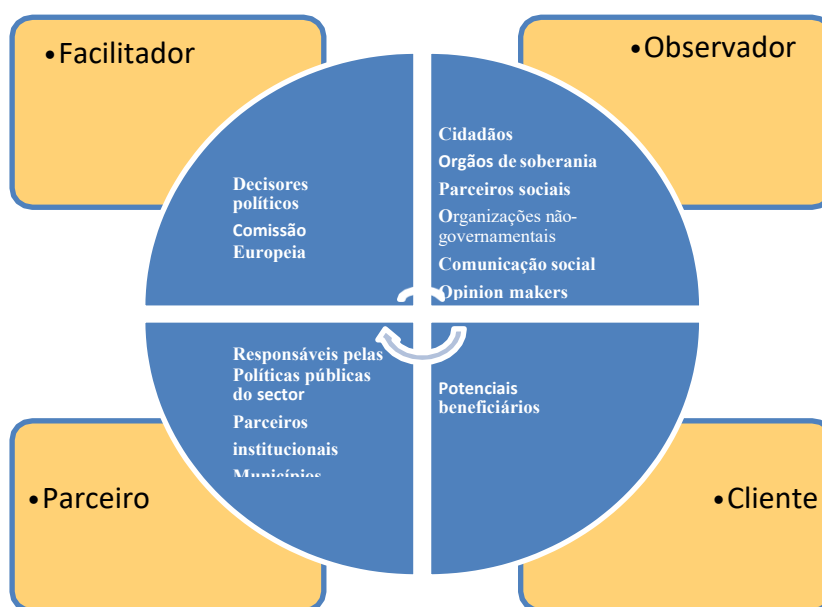 •Facilitador
•Observador
Decisores
políticos
Comissão
Europeia
Cidadãos
Orgãos de soberania
Parceiros sociais
Organizações não-
governamentais
Comunicação social
Opinion makers
Responsáveis pelas
Políticas públicas
do sector
Parceiros
institucionais
Municípios
Potenciais
beneficiários
•Parceiro
•Cliente